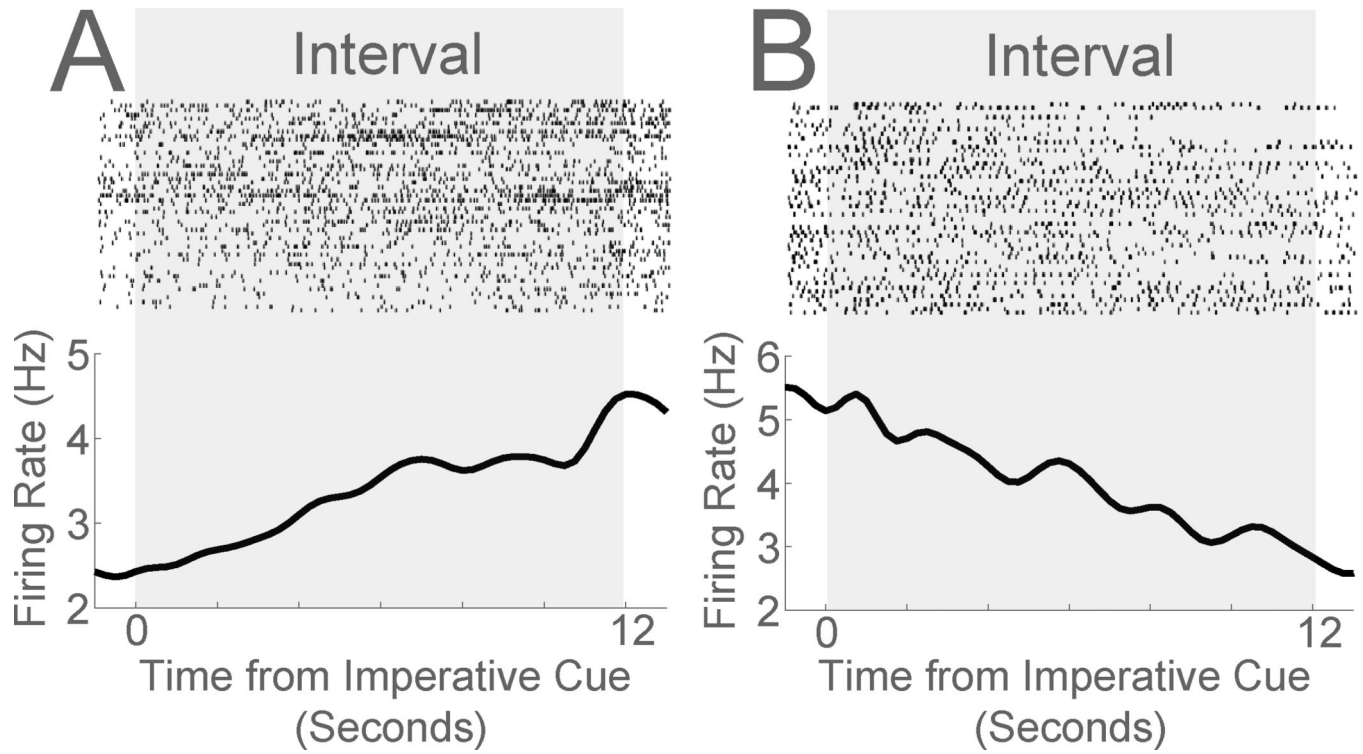 A
Interval
5
4
3
2
Firing Rate (Hz)
0
12
Time from Imperative Cue
(Seconds)
B
Interval
6
5
4
3
2
Firing Rate (Hz)
0
12
Time from Imperative Cue
(Seconds)